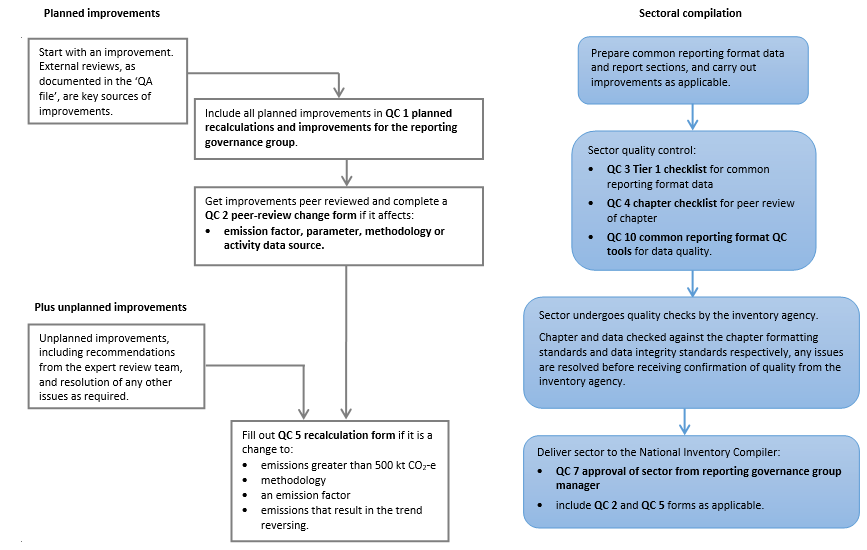 Planned improvements
Start with an improvement.
External reviews, as
documented in the ‘QA
file’, are key sources of
improvements.
Include all planned improvements in QC 1 planned
recalculations and improvements for the reporting
governance group.
Get improvements peer reviewed and complete a
QC 2 peer-review change form if it affects:
• emission factor, parameter, methodology or
activity data source.
Plus unplanned improvements
Unplanned improvements,
including recommendations
from the expert review team,
and resolution of any other
issues as required.
Fill out QC 5 recalculation form if it is a
change to:
• emissions greater than 500 kt CO₂-e
• methodology
• an emission factor
• emissions that result in the trend
reversing.
Sectoral compilation
Prepare common reporting format data
and report sections, and carry out
improvements as applicable.
Sector quality control:
• QC 3 Tier 1 checklist for common
reporting format data
• QC 4 chapter checklist for peer review
of chapter
• QC 10 common reporting format QC
tools for data quality.
Sector undergoes quality checks by the inventory agency.
Chapter and data checked against the chapter formatting
standards and data integrity standards respectively, any issues
are resolved before receiving confirmation of quality from the
inventory agency.
Deliver sector to the National Inventory Compiler:
• QC 7 approval of sector from reporting governance group
manager
• include QC 2 and QC 5 forms as applicable.